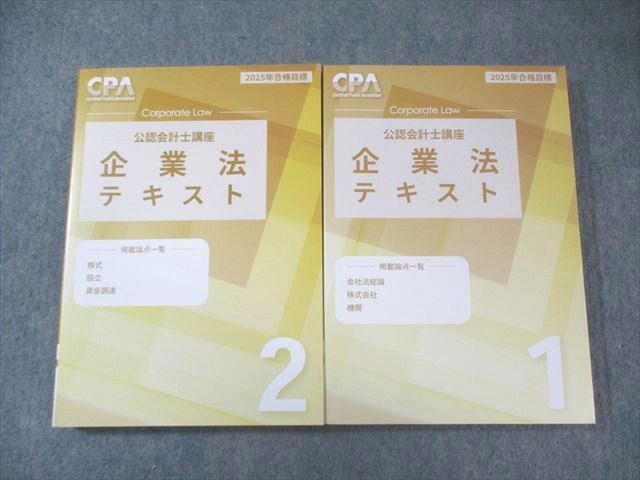 CPA
Certified Public Accountant
2025年合格目標
Corporate Law
公認会計士講座
企業法
テキスト
掲載論点一覧
株式
設立
資金調達
2
CPA
Certified Public Accountant
2025年合格目標
Corporate Law
公認会計士講座
企業法
テキスト
掲載論点一覧
会社法総論
株式会社
機関
1